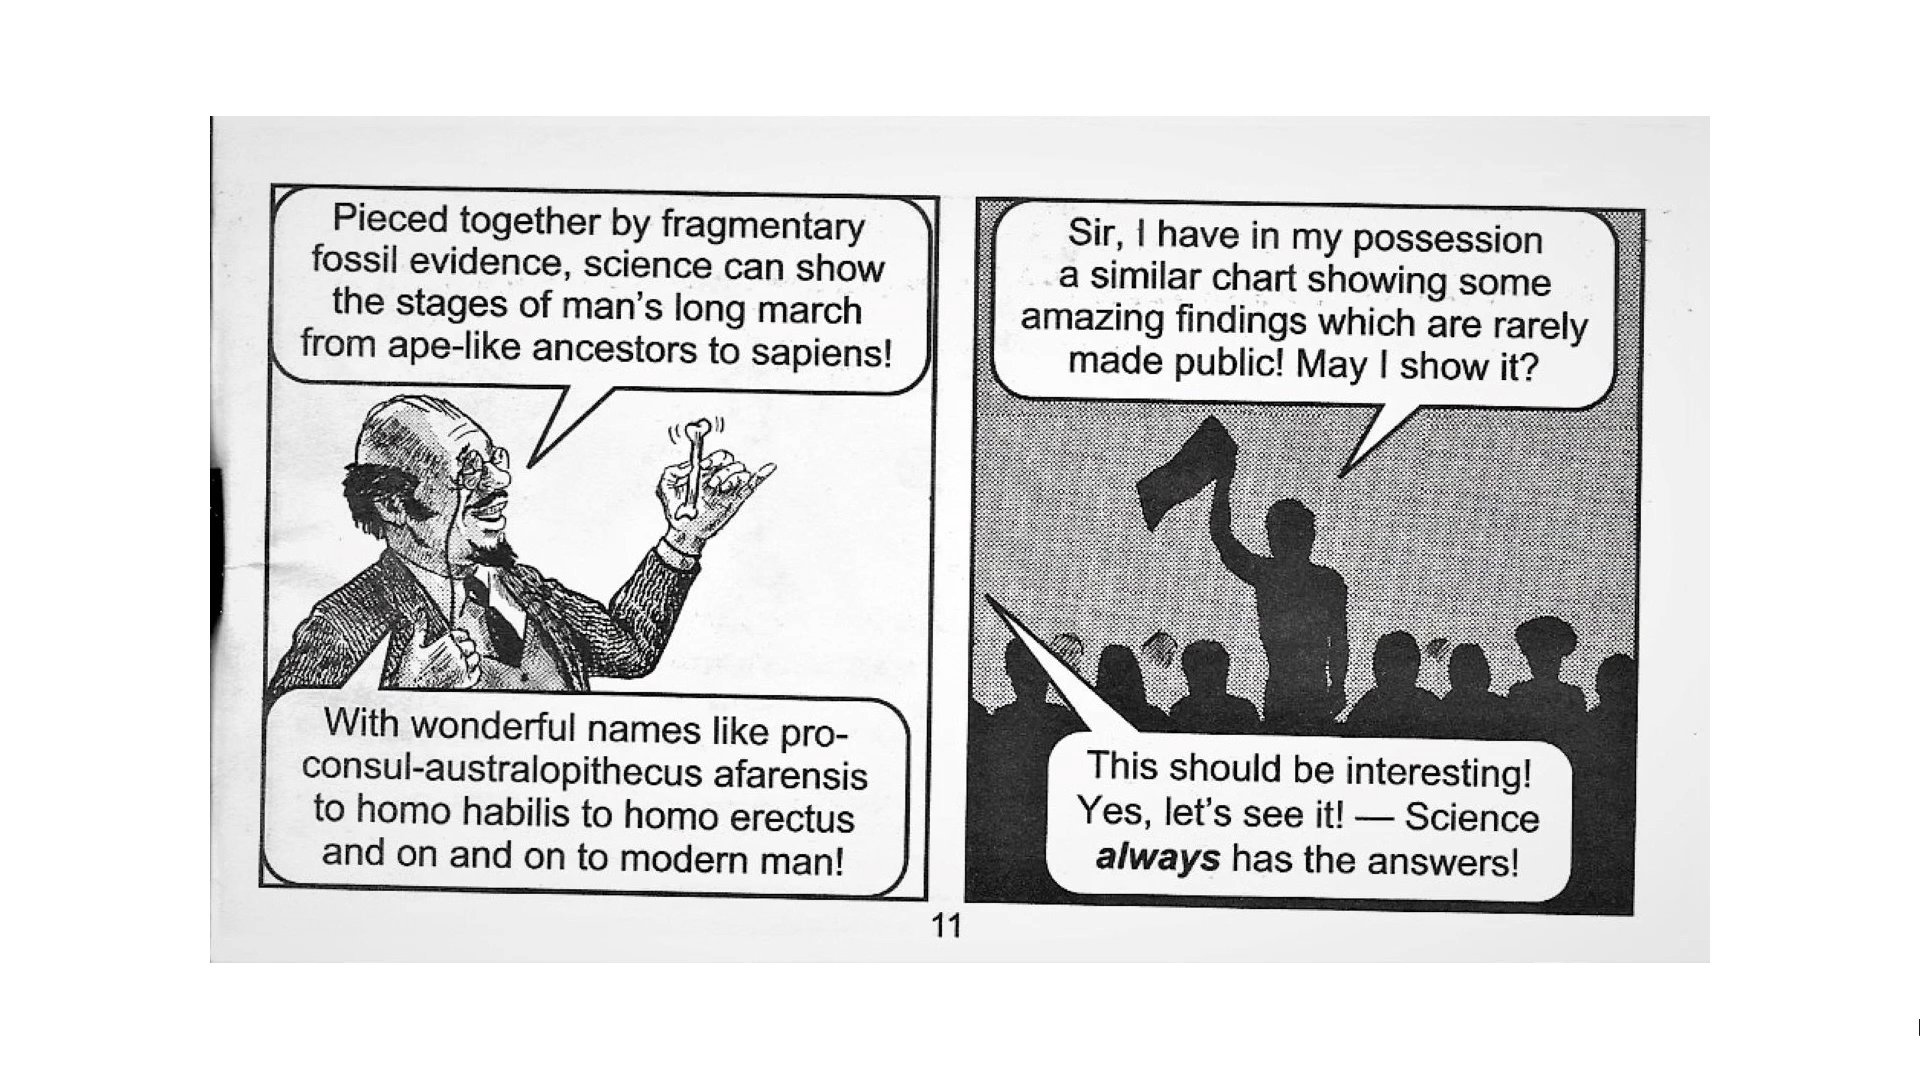 Pieced together by fragmentary
fossil evidence, science can show
the stages of man's long march
from ape-like ancestors to sapiens!
With wonderful names like pro-
consul-australopithecus afarensis
to homo habilis to homo erectus
and on and on to modern man!
Sir, I have in my possession
a similar chart showing some
amazing findings which are rarely
made public! May I show it?
This should be interesting!
Yes, let's see it! — Science
always has the answers!
11